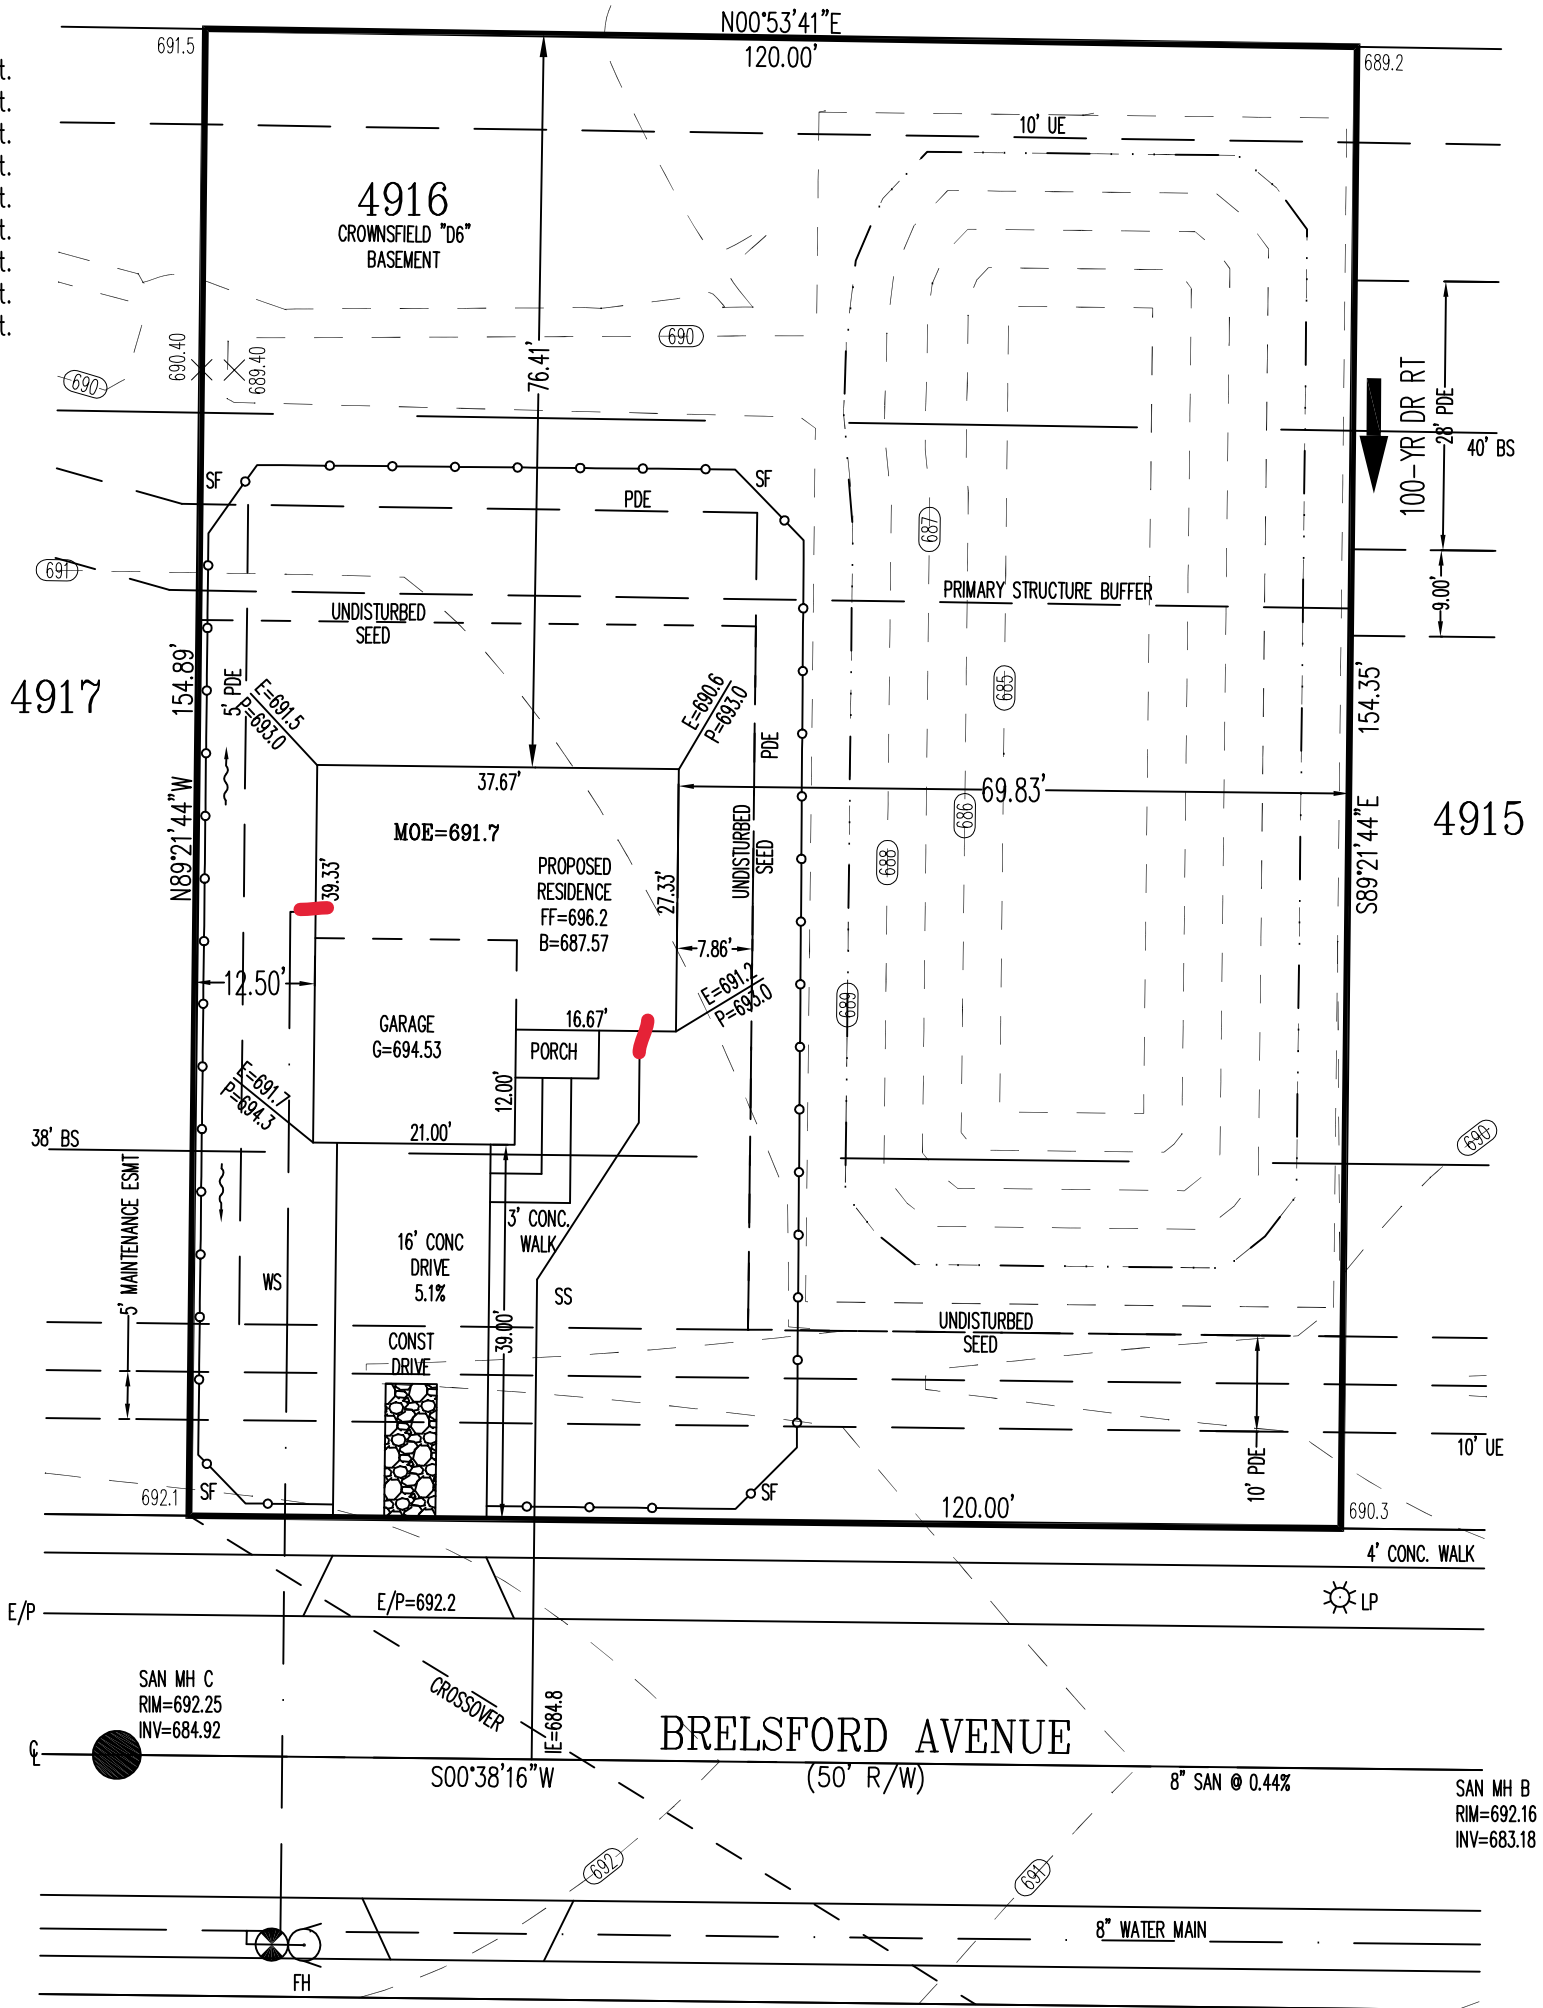 N00°53'41"E
120.00'
691.5
689.2
t.
t.
t.
t.
t.
t.
t.
t.
t.
10' UE
4916
CROWNSFIELD "D6"
BASEMENT
690
76.41'
690.40
689.40
690
100-YR DR RT
28' PDE
40' BS
SF
SF
PDE
687
691
9.00'
PRIMARY STRUCTURE BUFFER
UNDISTURBED
SEED
4917
154.89'
N89°21'44"W
5' PDE
E=691.5
P=693.0
E=690.6
P=693.0
685
154.35'
S89°21'44"E
PDE
37.67'
69.83'
686
4915
MOE=691.7
39.33'
PROPOSED
RESIDENCE
FF=696.2
B=687.57
27.33'
UNDISTURBED
SEED
688
7.86'
12.50'
E=691.2
P=693.0
689
GARAGE
G=694.53
16.67'
PORCH
12.00'
E=691.7
P=694.3
21.00'
38' BS
690
5' MAINTENANCE ESMT
3' CONC.
WALK
16' CONC
DRIVE
5.1%
WS
SS
39.00'
CONST
DRIVE
UNDISTURBED
SEED
10' PDE
10' UE
692.1
SF
SF
120.00'
690.3
4' CONC. WALK
E/P
E/P=692.2
LP
SAN MH C
RIM=692.25
INV=684.92
CROSSOVER
IE=684.8
BRELSFORD AVENUE
(50' R/W)
℄
S00°38'16"W
8" SAN @ 0.44%
SAN MH B
RIM=692.16
INV=683.18
692
691
8" WATER MAIN
FH